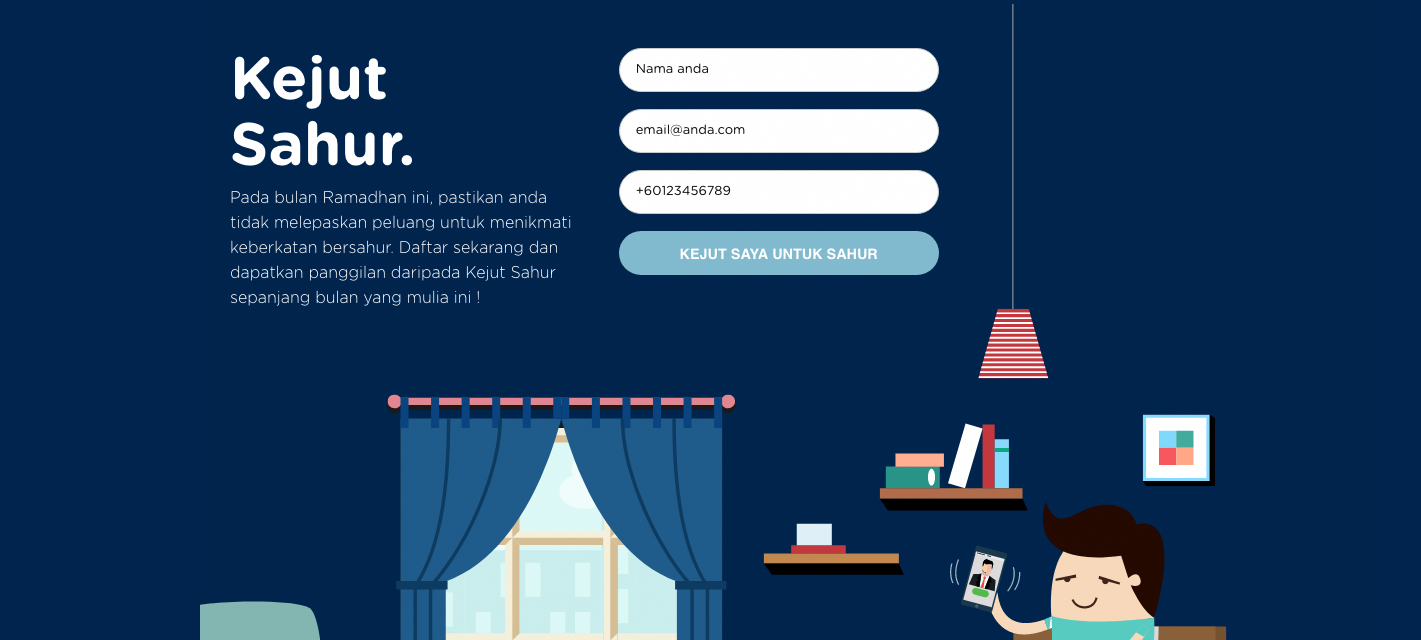 Kejut
Sahur.
Pada bulan Ramadhan ini, pastikan anda
tidak melepaskan peluang untuk menikmati
keberkatan bersahur. Daftar sekarang dan
dapatkan panggilan daripada Kejut Sahur
sepanjang bulan yang mulia ini !
Nama anda
email@anda.com
+60123456789
KEJUT SAYA UNTUK SAHUR